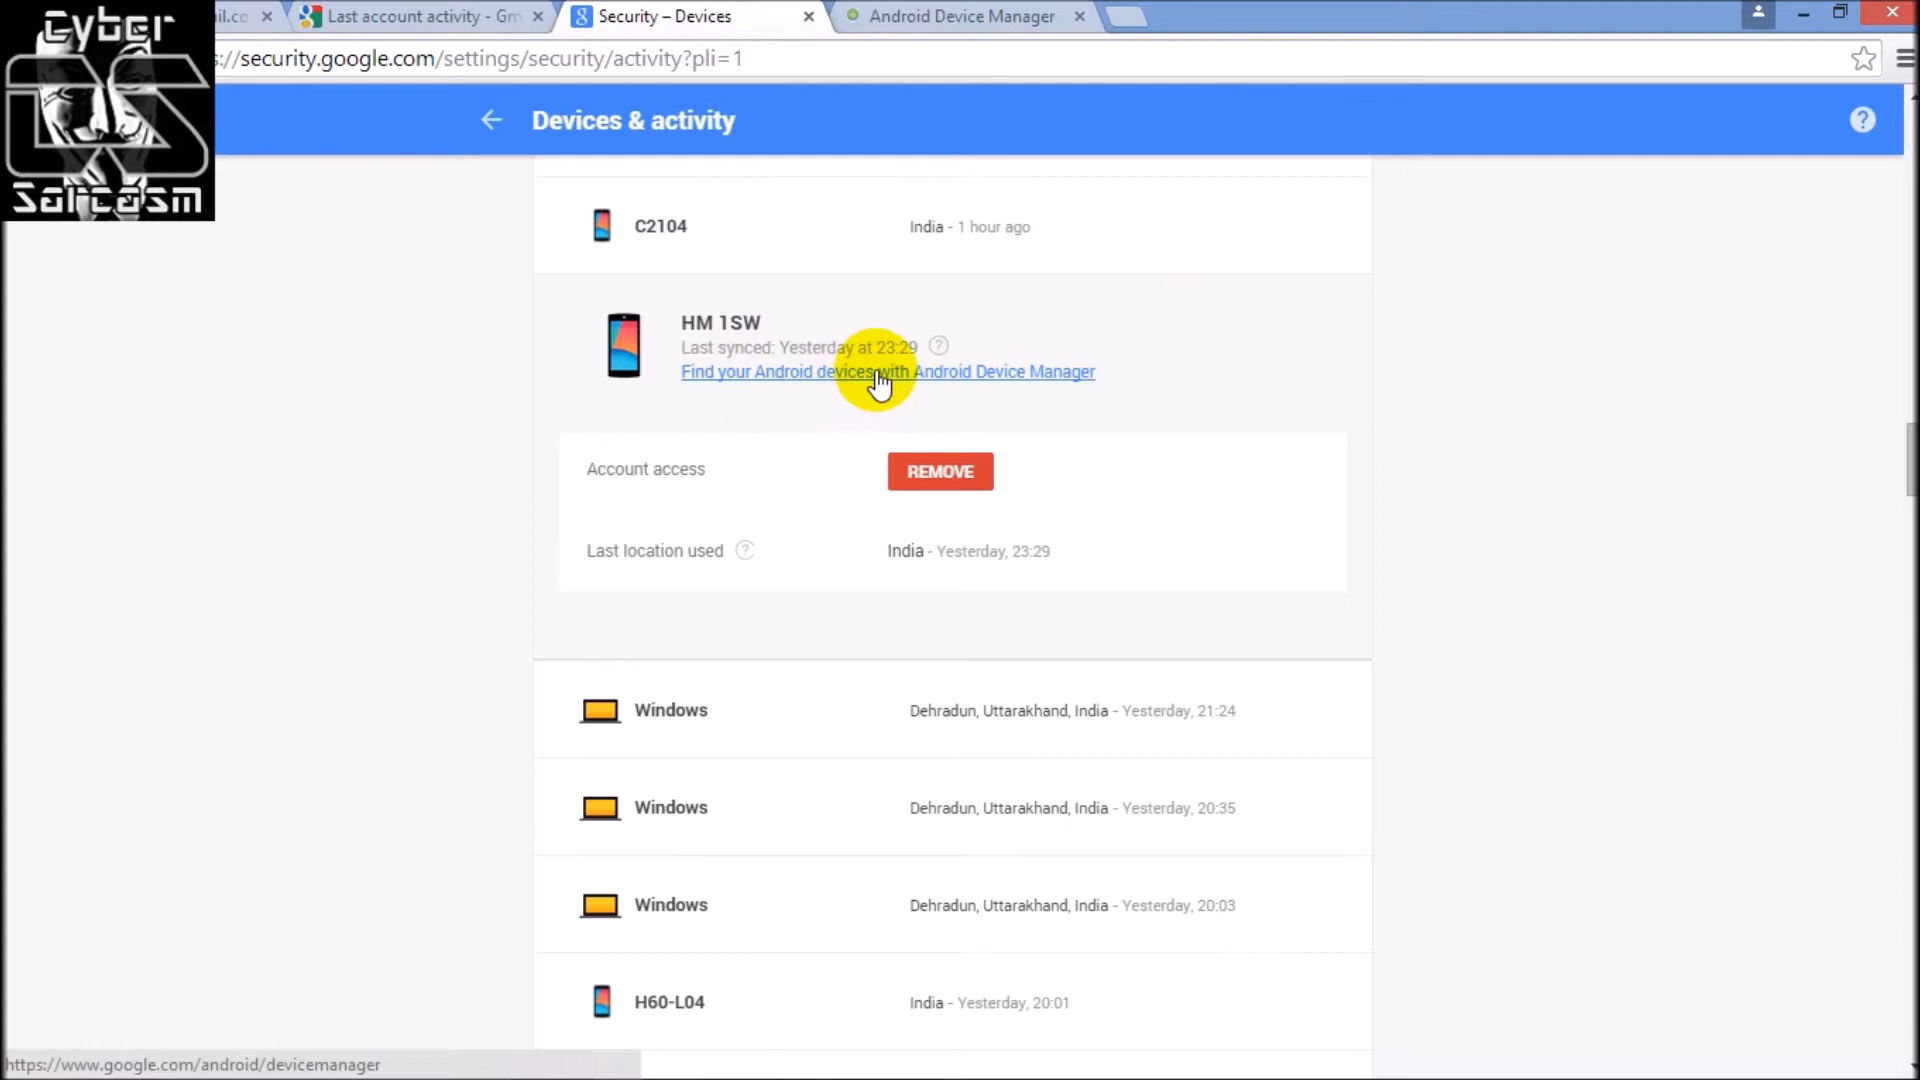 Cyber
CS
Sarcasm
il.co
Last account activity - Gm
Security – Devices
Android Device Manager
://security.google.com/settings/security/activity?pli=1
Devices & activity
?
C2104
India - 1 hour ago
HM 1SW
Last synced: Yesterday at 23:29 ?
Find your Android devices with Android Device Manager
Account access
REMOVE
Last location used ?
India - Yesterday, 23:29
Windows
Dehradun, Uttarakhand, India - Yesterday, 21:24
Windows
Dehradun, Uttarakhand, India - Yesterday, 20:35
Windows
Dehradun, Uttarakhand, India - Yesterday, 20:03
H60-L04
India - Yesterday, 20:01
https://www.google.com/android/devicemanager